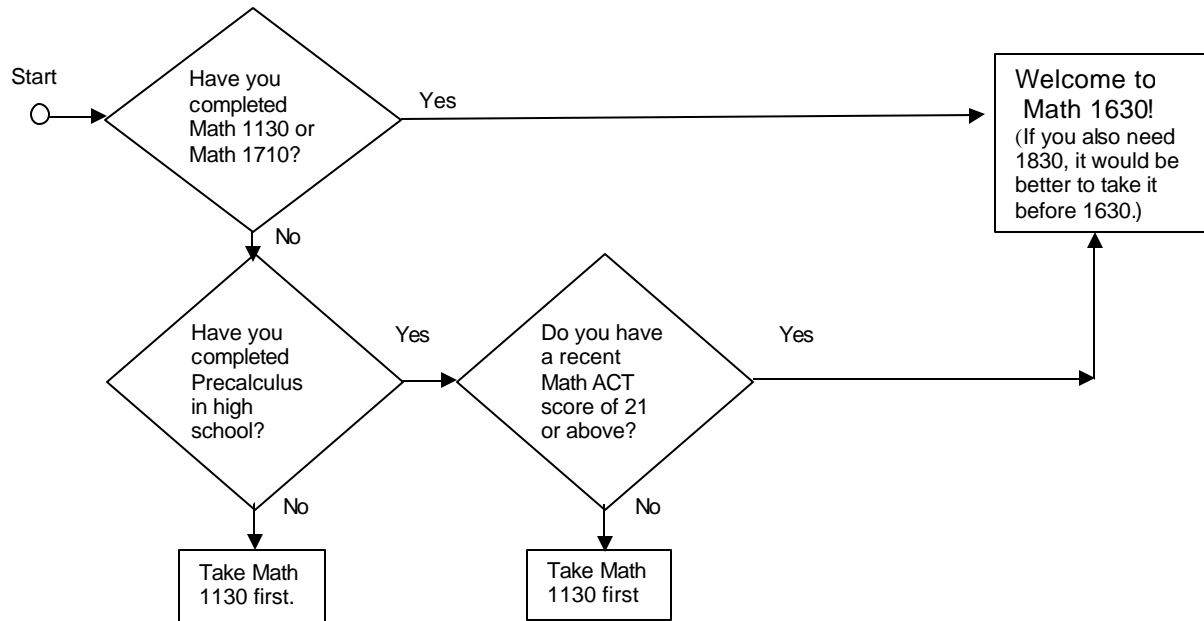 Start
Have you
completed
Math 1130 or
Math 1710?
Yes
Welcome to
Math 1630!
(If you also need
1830, it would be
better to take it
before 1630.)
No
Have you
completed
Precalculus
in high
school?
Yes
Do you have
a recent
Math ACT
score of 21
or above?
Yes
No
Take Math
1130 first.
No
Take Math
1130 first